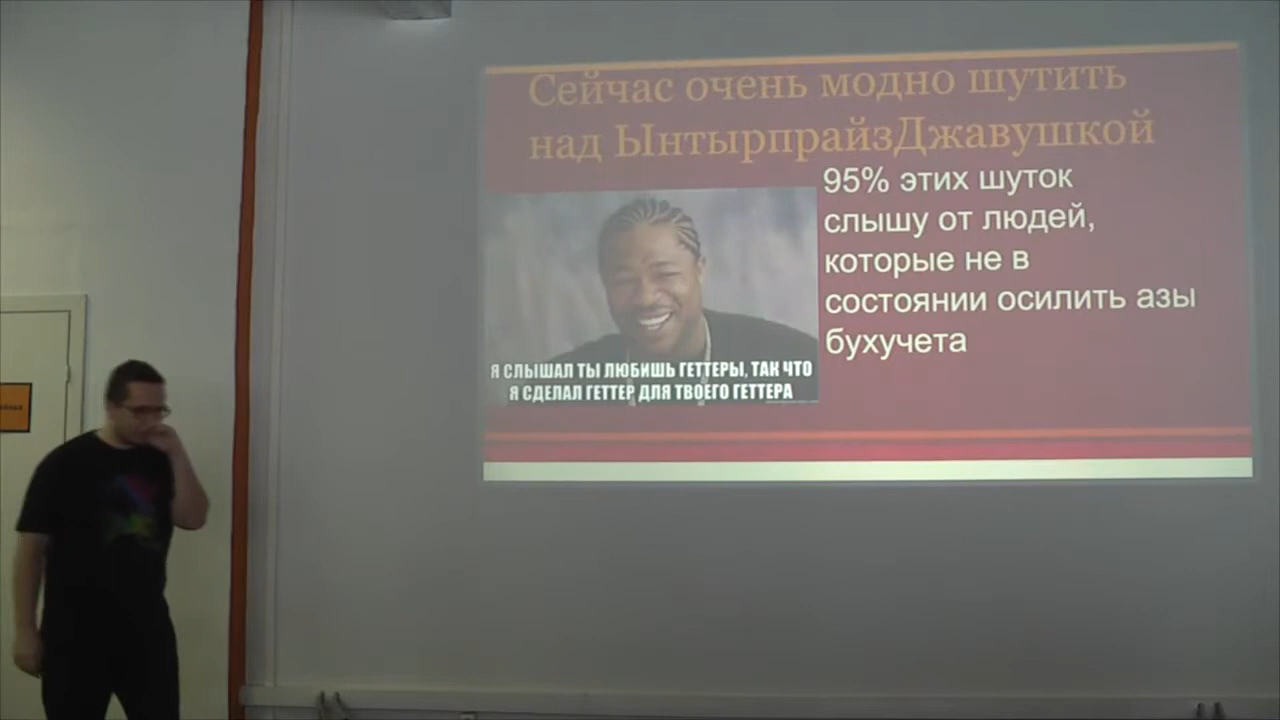 Сейчас очень модно шутить
над ЫнтырпрайзДжавушкой
95% этих шуток
слышу от людей,
которые не в
состоянии осилить азы
бухучета
Я СЛЫШАЛ ТЫ ЛЮБИШЬ ГЕТТЕРЫ, ТАК ЧТО
Я СДЕЛАЛ ГЕТТЕР ДЛЯ ТВОЕГО ГЕТТЕРА